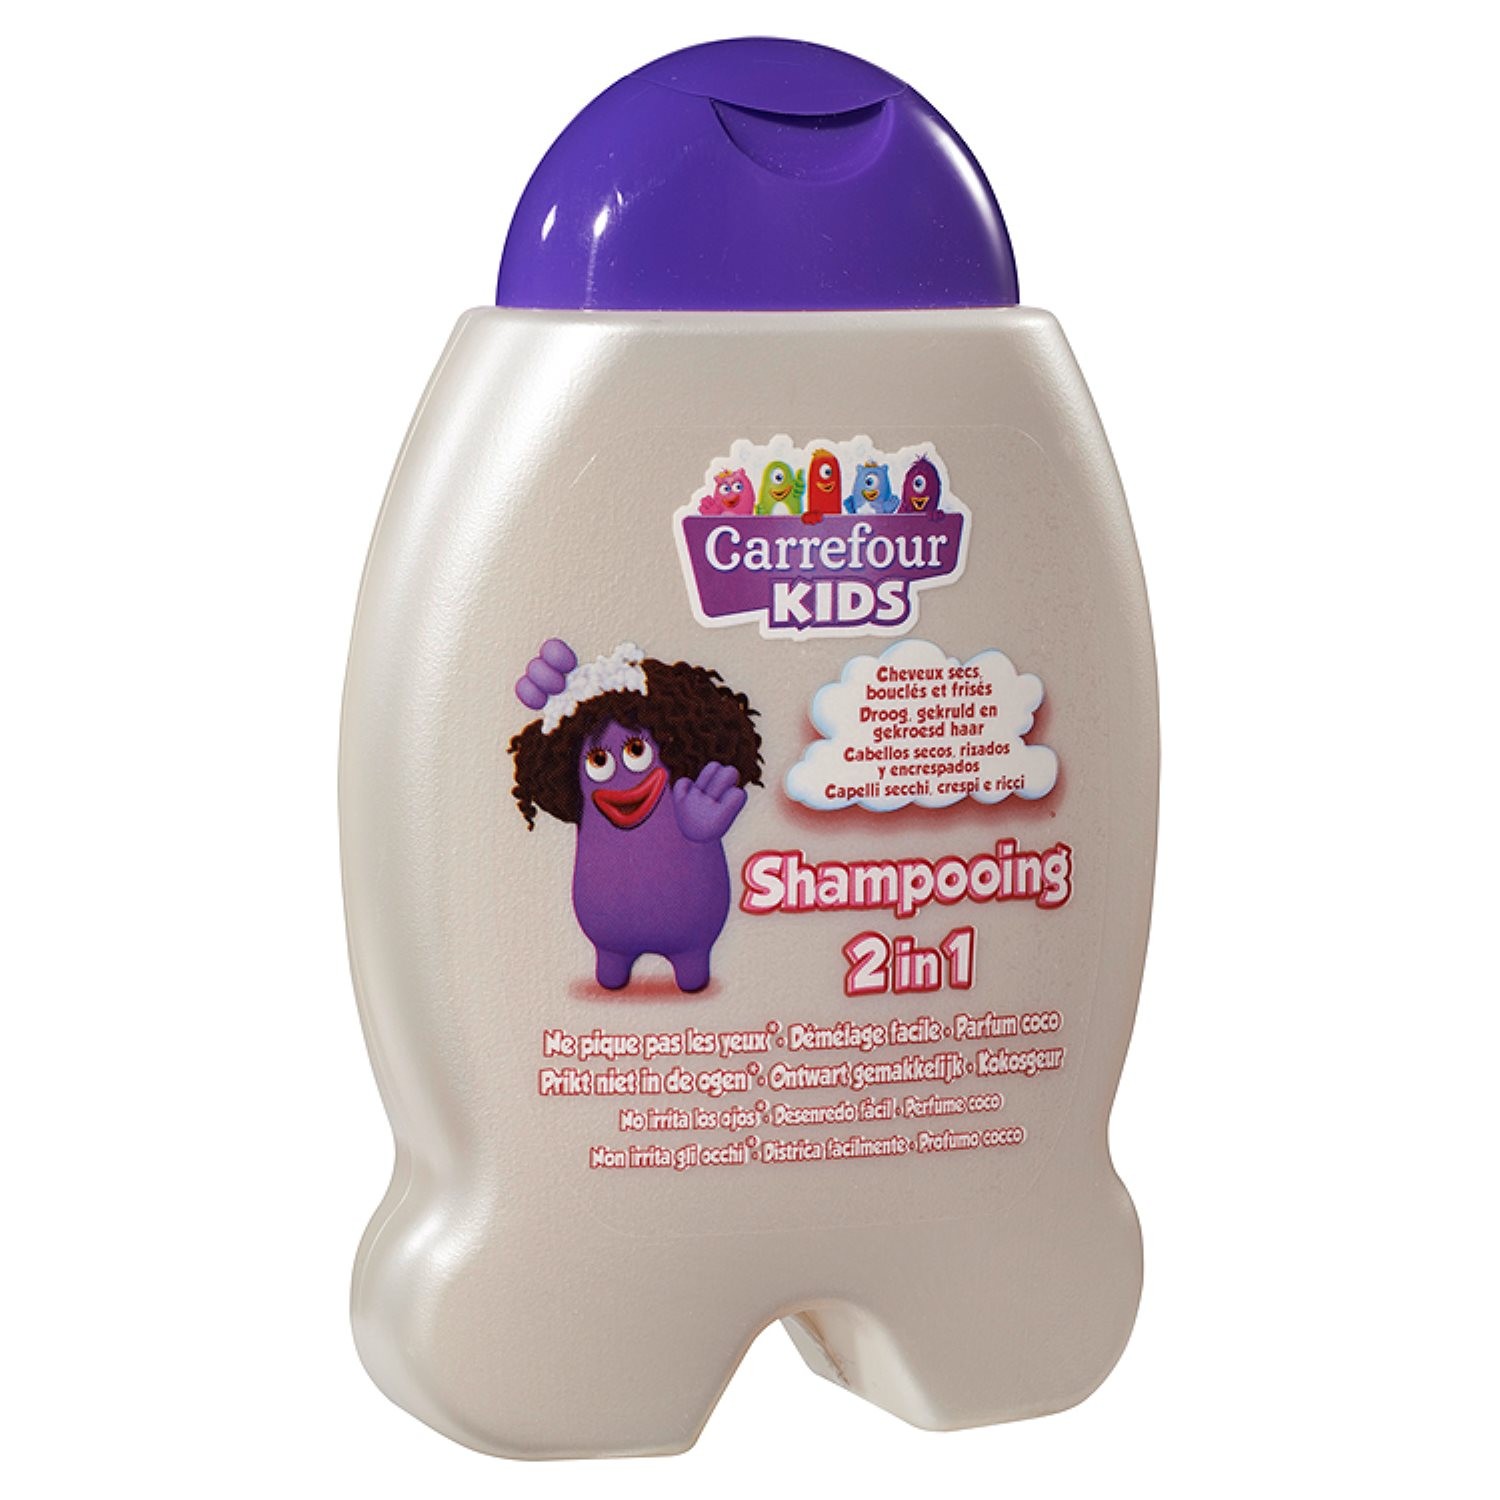 Carrefour
KIDS
Cheveux secs,
bouclés et frisés
Droog, gekruld en
gekroesd haar
Cabellos secos, rizados
y encrespados
Capelli secchi, crespi e ricci
Shampooing
2 in 1
Ne pique pas les yeux* • Démêlage facile • Parfum coco
Prikt niet in de ogen* • Ontwart gemakkelijk • Kokosgeur
No irrita los ojos* • Desenredo fácil • Perfume coco
Non irrita gli occhi* • Districa facilmente • Profumo cocco